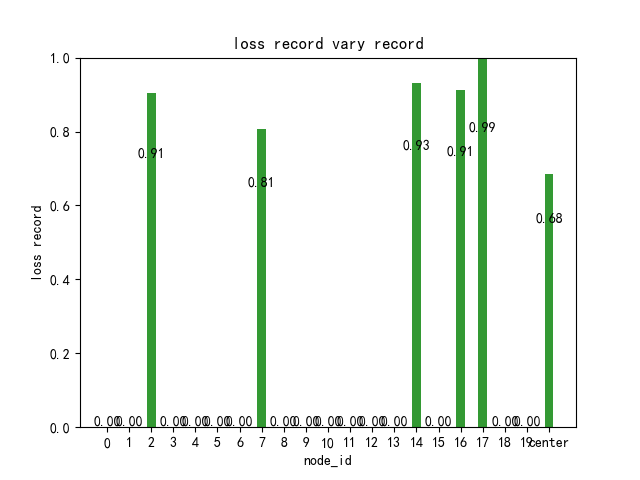 loss record vary record
1.0
0.8
0.6
0.4
0.2
0.0
loss record
0.00 0.00 0.91 0.00 0.00 0.00 0.00 0.81 0.00 0.00 0.00 0.00 0.00 0.00 0.93 0.00 0.91 0.99 0.00 0.00 0.68
0 1 2 3 4 5 6 7 8 9 10 11 12 13 14 15 16 17 18 19 center
node_id